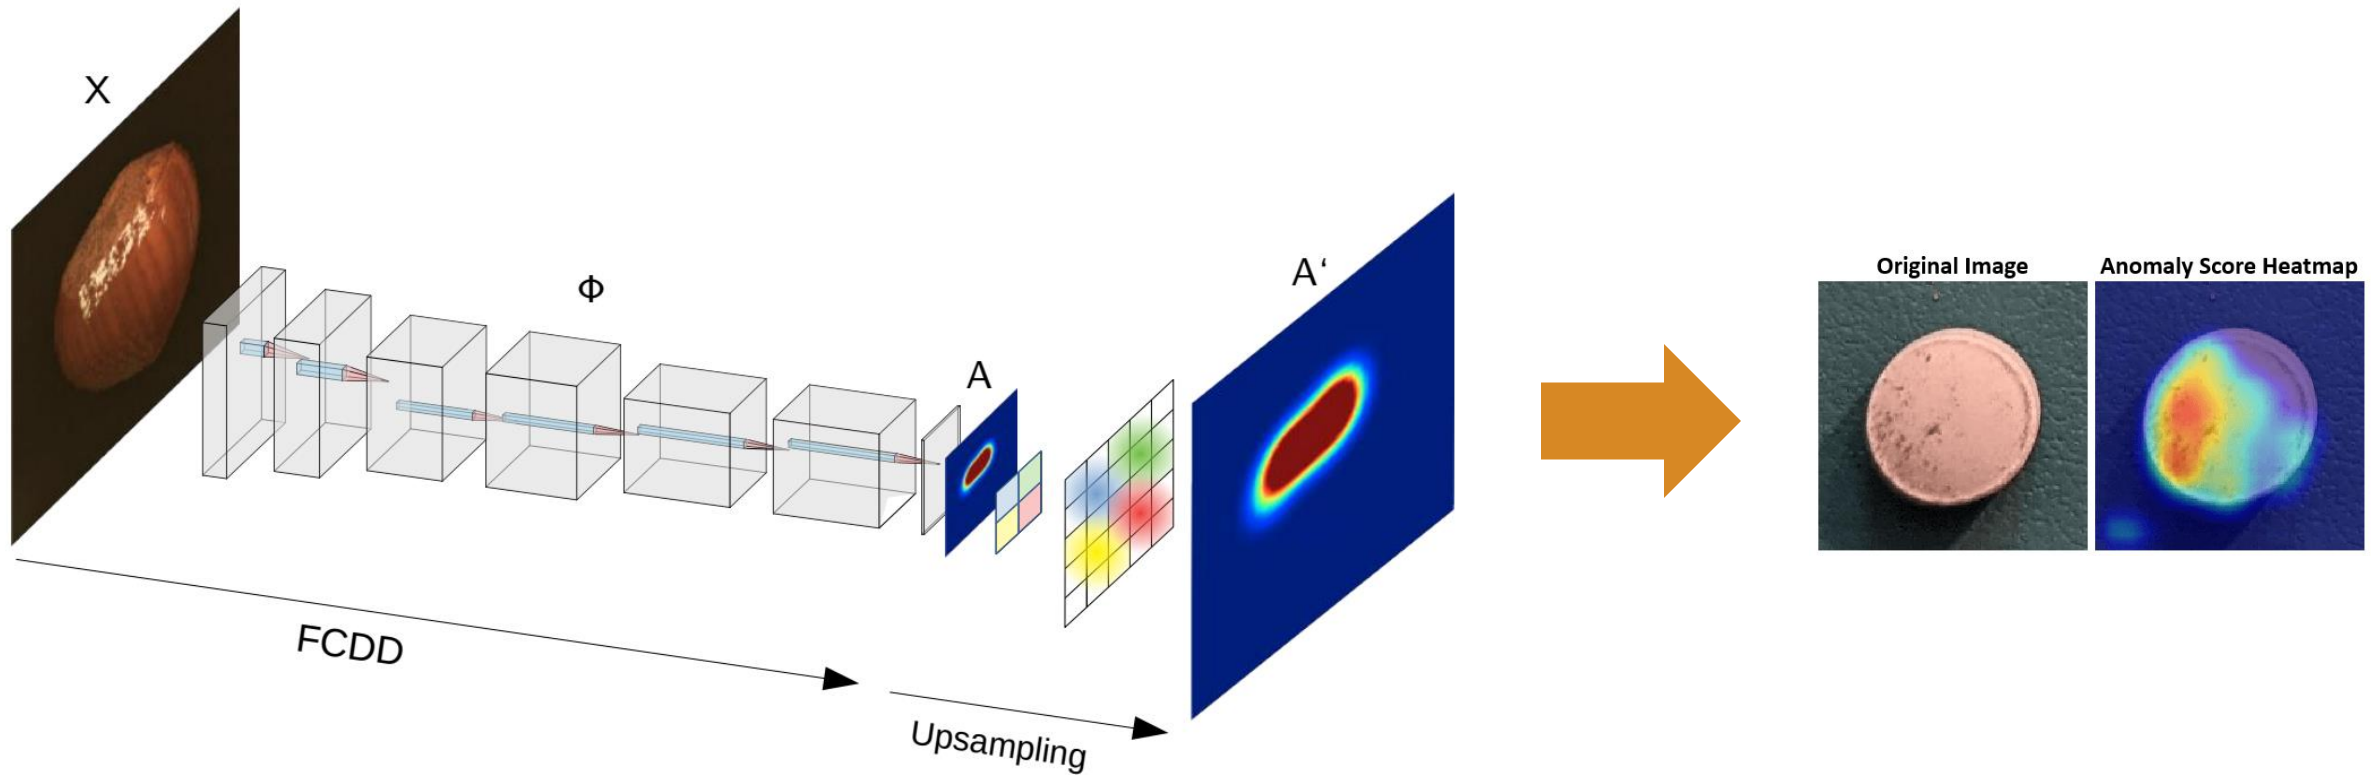 X
Φ
A
A‘
FCDD
Upsampling
Original Image
Anomaly Score Heatmap